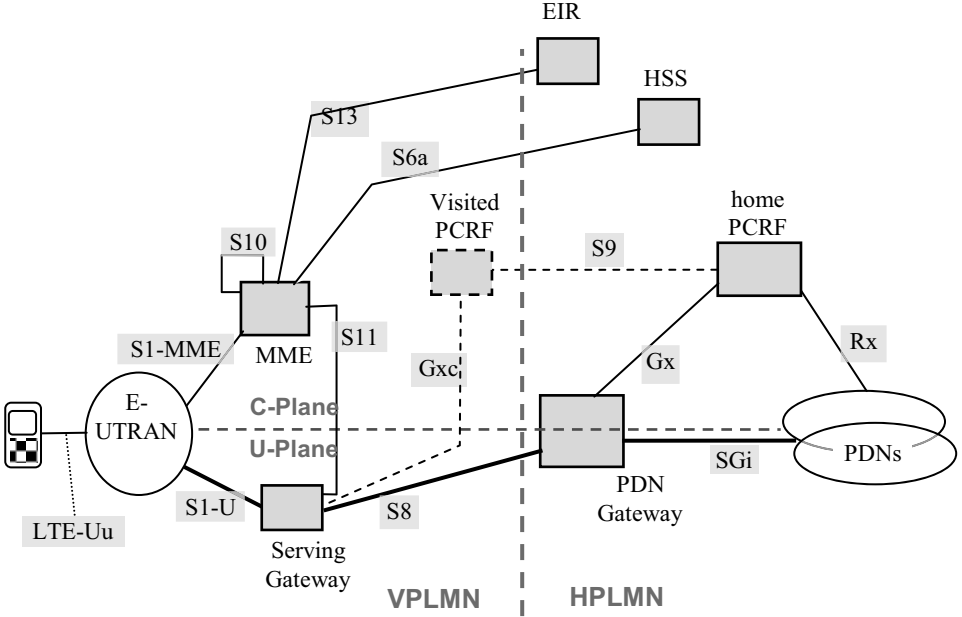 EIR
HSS
S13
S6a
Visited
PCRF
home
PCRF
S10
S9
S1-MME
MME
S11
Gxc
Gx
Rx
E-
UTRAN
C-Plane
U-Plane
PDNs
SGi
S1-U
S8
PDN
Gateway
LTE-Uu
Serving
Gateway
VPLMN
HPLMN